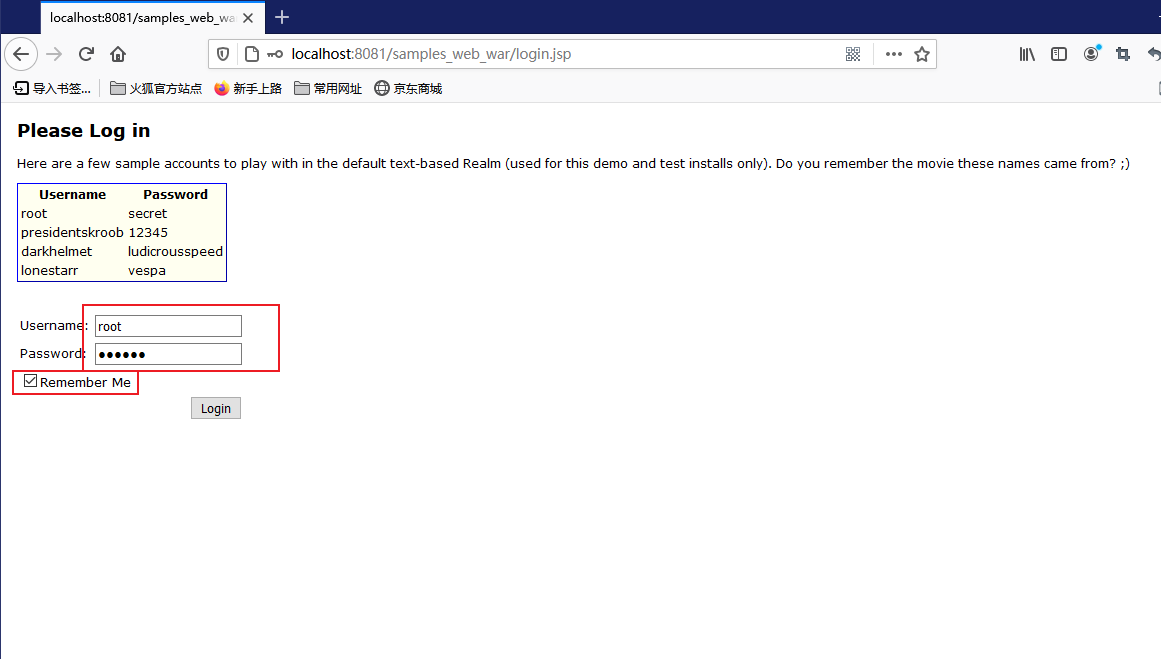 localhost:8081/samples_web_wa
localhost:8081/samples_web_war/login.jsp
导入书签... 火狐官方站点 新手上路 常用网址 京东商城
Please Log in
Here are a few sample accounts to play with in the default text-based Realm (used for this demo and test installs only). Do you remember the movie these names came from? ;)
Username Password
root secret
presidentskroob 12345
darkhelmet ludicrousspeed
lonestarr vespa
Username: root
Password: ●●●●●●
Remember Me
Login